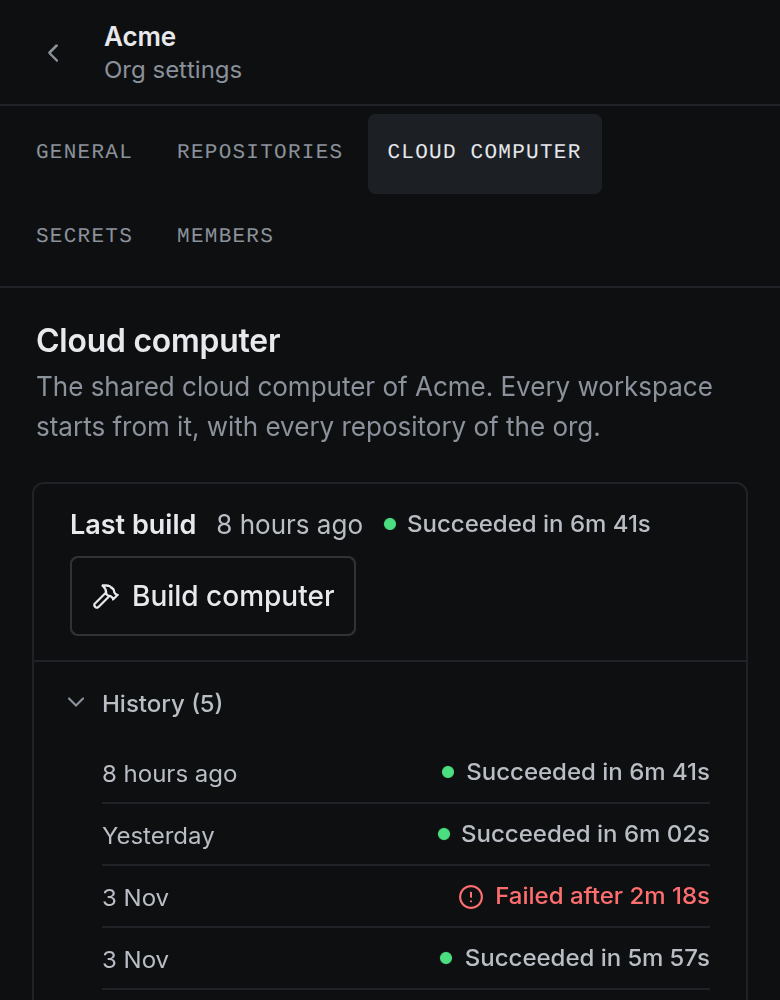 Acme
Org settings
GENERAL REPOSITORIES CLOUD COMPUTER
SECRETS MEMBERS
Cloud computer
The shared cloud computer of Acme. Every workspace
starts from it, with every repository of the org.
Last build 8 hours ago Succeeded in 6m 41s
Build computer
History (5)
8 hours ago Succeeded in 6m 41s
Yesterday Succeeded in 6m 02s
3 Nov Failed after 2m 18s
3 Nov Succeeded in 5m 57s